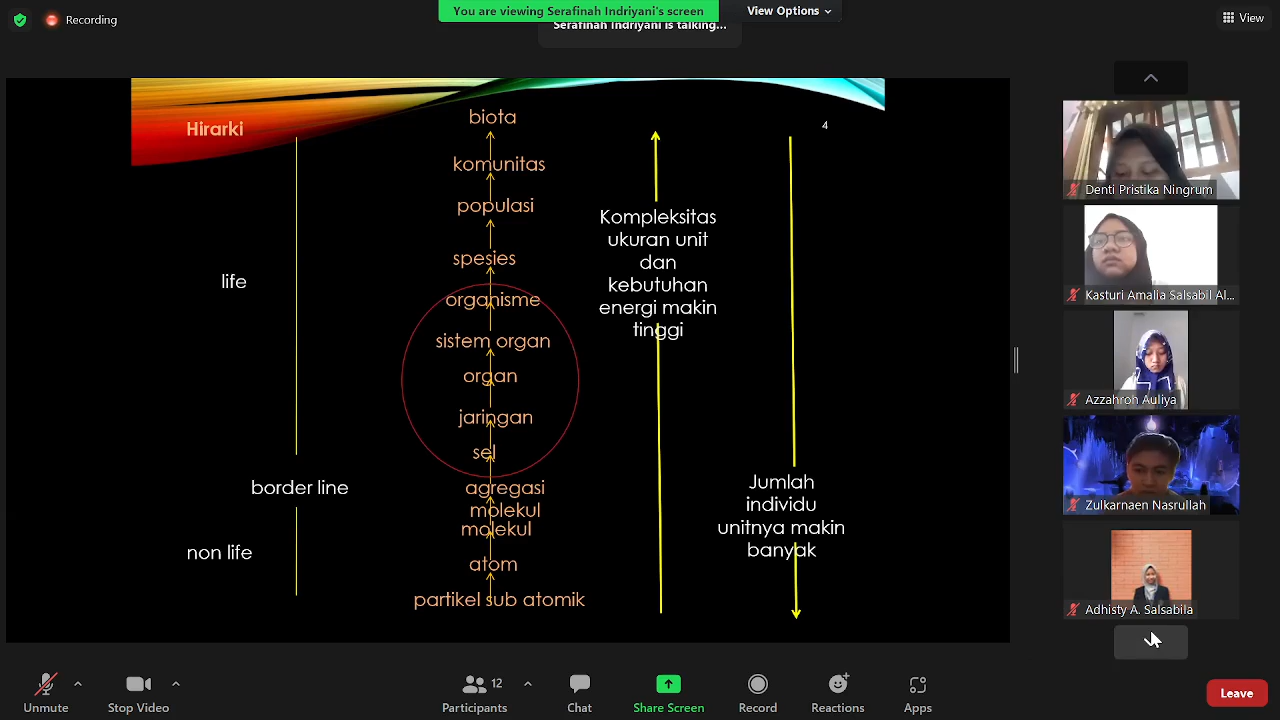 You are viewing Serafinah Indriyani's screen
View Options
Recording
Serafinah Indriyani is talking...
View
Hirarki
4
biota
komunitas
populasi
spesies
organisme
sistem organ
organ
jaringan
sel
agregasi
molekul
molekul
atom
partikel sub atomik
life
border line
non life
Kompleksitas
ukuran unit
dan
kebutuhan
energi makin
tinggi
Jumlah
individu
unitnya makin
banyak
Denti Pristika Ningrum
Kasturi Amalia Salsabil Al...
Azzahroh Auliya
Zulkarnaen Nasrullah
Adhisty A. Salsabila
Unmute
Stop Video
Participants
12
Chat
Share Screen
Record
Reactions
Apps
Leave